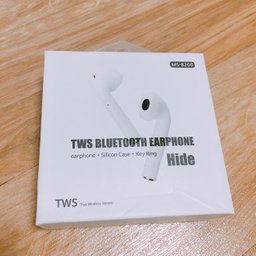 MS-B200
TWS BLUETOOTH EARPHONE
earphone + Silicon Case + Key Ring
Hide
TWS True Wireless Stereo